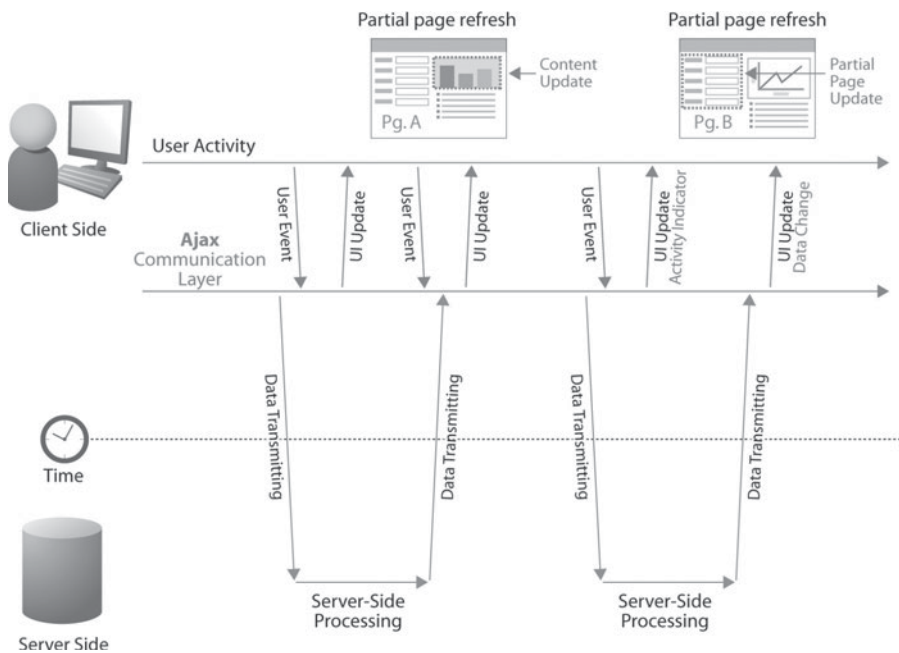 Partial page refresh
Partial page refresh
Content
Update
Partial
Page
Update
Pg. A
Pg. B
User Activity
Client Side
User Event
UI Update
User Event
UI Update
User Event
UI Update
Activity Indicator
UI Update
Data Change
Ajax
Communication
Layer
Data Transmitting
Data Transmitting
Data Transmitting
Data Transmitting
Time
Server-Side
Processing
Server-Side
Processing
Server Side